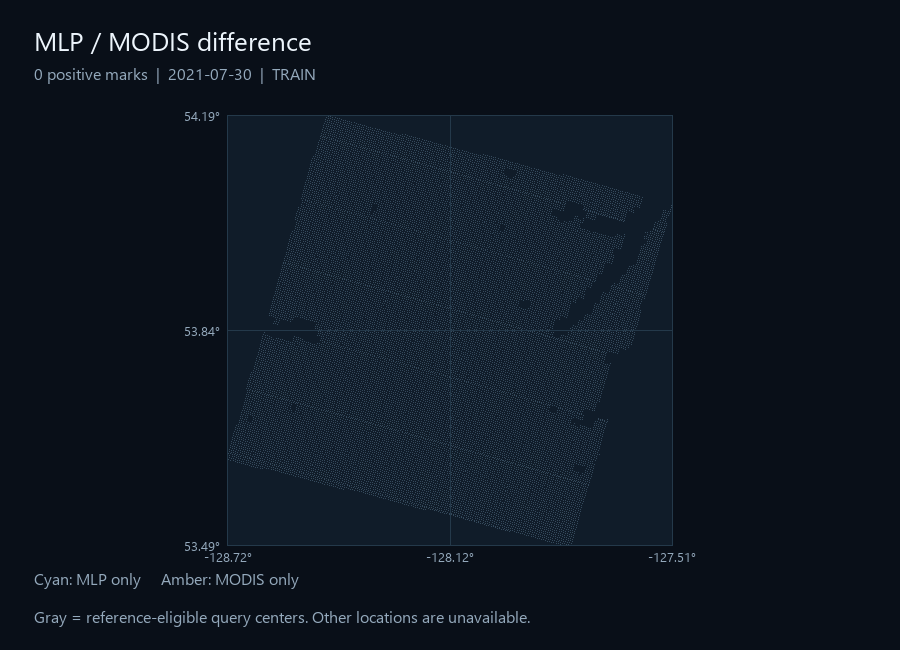 MLP / MODIS difference
0 positive marks | 2021-07-30 | TRAIN
54.19°
53.84°
53.49°
-128.72° -128.12° -127.51°
Cyan: MLP only Amber: MODIS only
Gray = reference-eligible query centers. Other locations are unavailable.